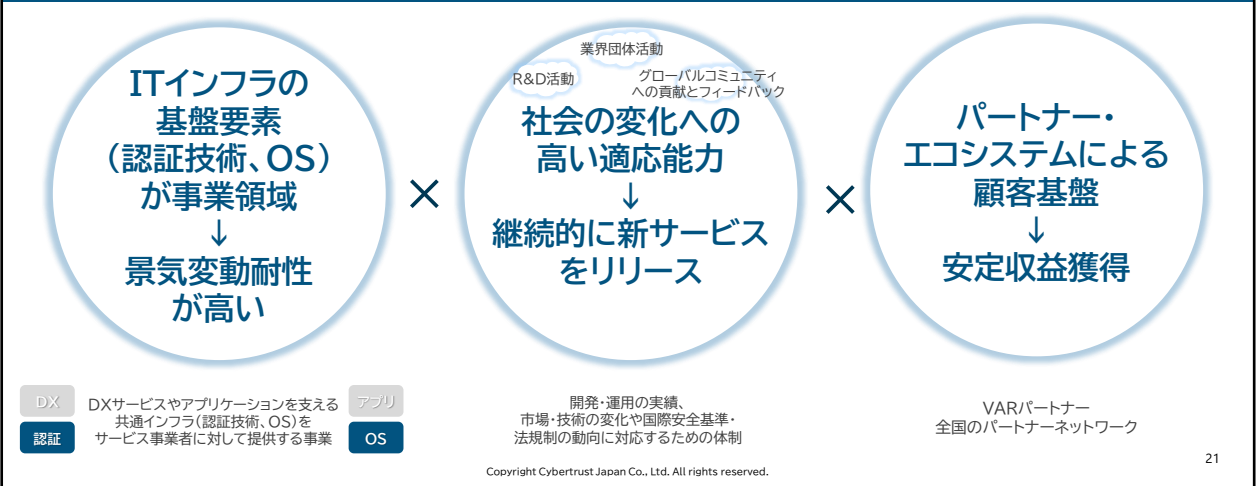 ITインフラの
基盤要素
（認証技術、OS）
が事業領域
↓
景気変動耐性
が高い
×
業界団体活動
R&D活動
グローバルコミュニティ
への貢献とフィードバック
社会の変化への
高い適応能力
↓
継続的に新サービス
をリリース
×
パートナー・
エコシステムによる
顧客基盤
↓
安定収益獲得
DX
認証
DXサービスやアプリケーションを支える
共通インフラ（認証技術、OS）を
サービス事業者に対して提供する事業
アプリ
OS
開発・運用の実績、
市場・技術の変化や国際安全基準・
法規制の動向に対応するための体制
VARパートナー
全国のパートナーネットワーク
Copyright Cybertrust Japan Co., Ltd. All rights reserved.
21